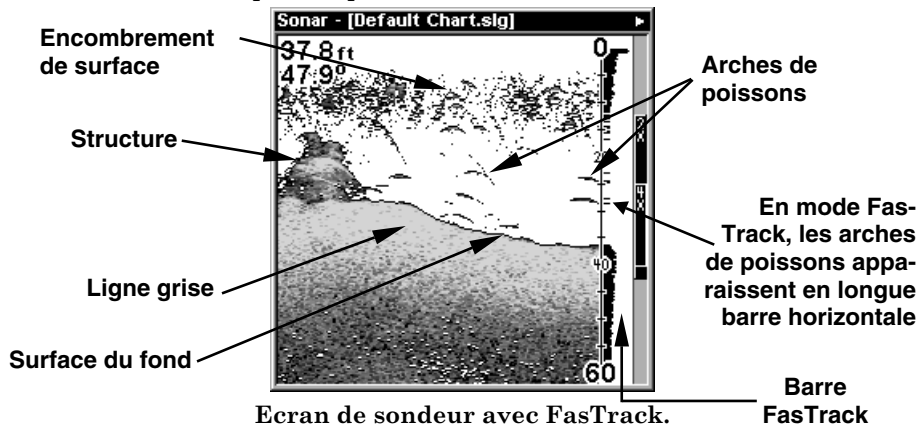 Sonar - [Default Chart.slg]
Encombrement
de surface
37.8 ft
47.9°
0
Arches de
poissons
Structure
20
En mode Fas-
Track, les arches
de poissons appa-
raissent en longue
barre horizontale
Ligne grise
40
Surface du fond
60
Barre
FasTrack
Ecran de sondeur avec FasTrack.